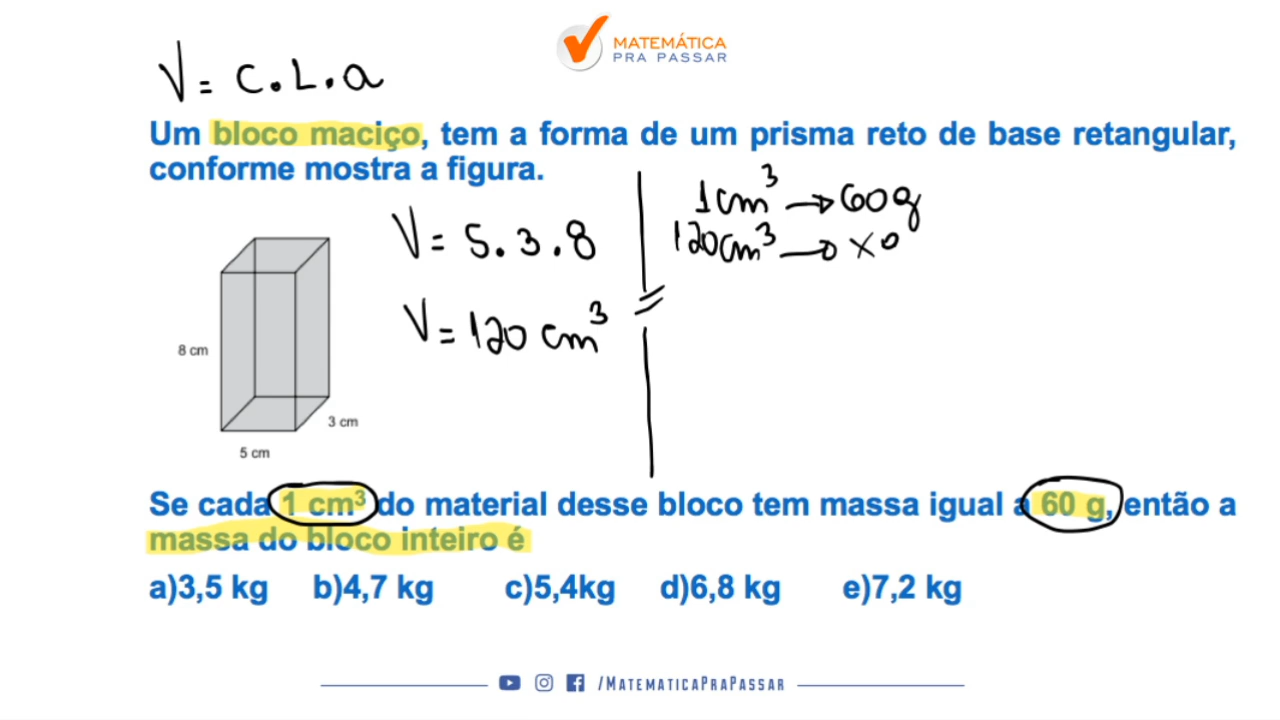 MATEMÁTICA
PRA PASSAR
V= C.L.a
Um bloco maciço, tem a forma de um prisma reto de base retangular,
conforme mostra a figura.
1cm³ → 60g
V= 5.3.8
120cm³ → x
V= 120 cm³
8 cm
3 cm
5 cm
Se cada 1 cm³ do material desse bloco tem massa igual a 60 g, então a
massa do bloco inteiro é
a)3,5 kg b)4,7 kg c)5,4kg d)6,8 kg e)7,2 kg
/MATEMATICAPRAPASSAR